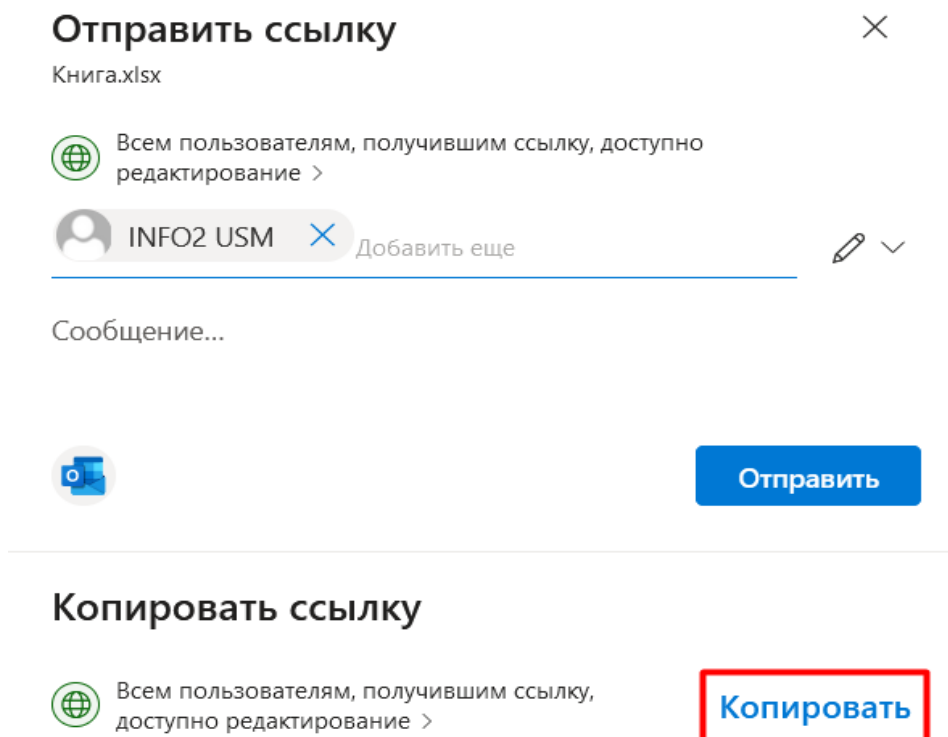 Отправить ссылку
Книга.xlsx
Всем пользователям, получившим ссылку, доступно
редактирование >
INFO2 USM Добавить еще
Сообщение...
Отправить
Копировать ссылку
Всем пользователям, получившим ссылку,
доступно редактирование >
Копировать